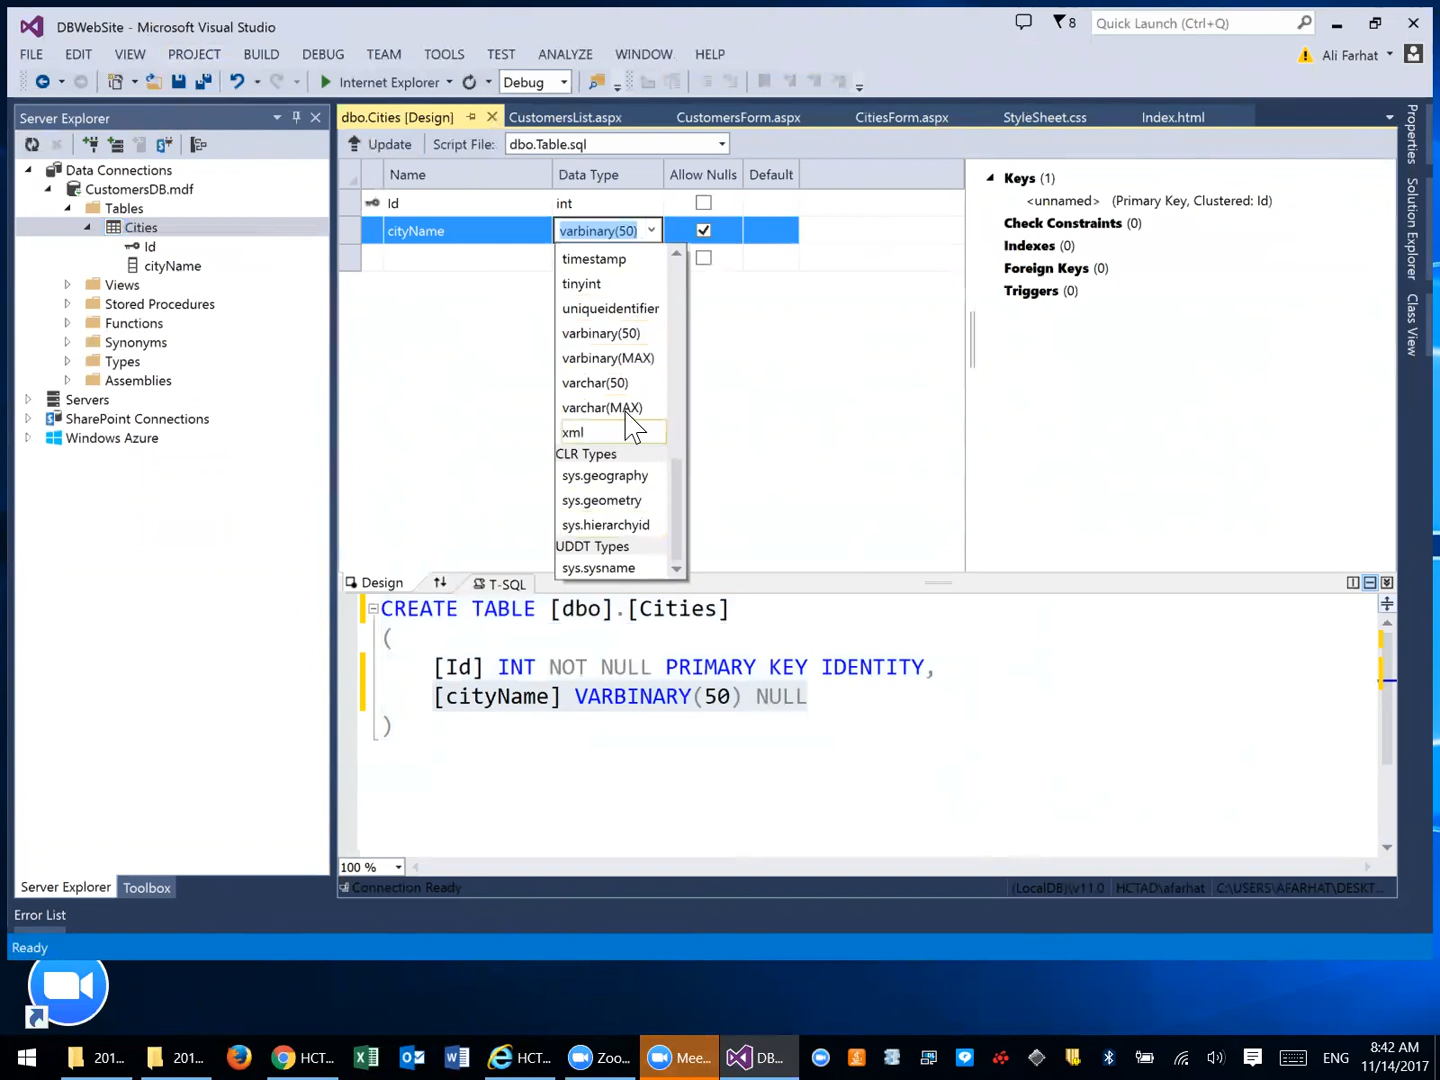 DBWebSite - Microsoft Visual Studio
8
Quick Launch (Ctrl+Q)
FILE EDIT VIEW PROJECT BUILD DEBUG TEAM TOOLS TEST ANALYZE WINDOW HELP
Ali Farhat
Internet Explorer
Debug
Server Explorer
Data Connections
CustomersDB.mdf
Tables
Cities
Id
cityName
Views
Stored Procedures
Functions
Synonyms
Types
Assemblies
Servers
SharePoint Connections
Windows Azure
Server Explorer
Toolbox
Error List
Ready
dbo.Cities [Design]
CustomersList.aspx
CustomersForm.aspx
CitiesForm.aspx
StyleSheet.css
Index.html
Update
Script File:
dbo.Table.sql
Name Data Type Allow Nulls Default
Id int
cityName varbinary(50)
timestamp
tinyint
uniqueidentifier
varbinary(50)
varbinary(MAX)
varchar(50)
varchar(MAX)
xml
CLR Types
sys.geography
sys.geometry
sys.hierarchyid
UDDT Types
sys.sysname
Keys (1)
<unnamed> (Primary Key, Clustered: Id)
Check Constraints (0)
Indexes (0)
Foreign Keys (0)
Triggers (0)
Properties
Solution Explorer
Class View
Design
T-SQL
CREATE TABLE [dbo].[Cities]
(
[Id] INT NOT NULL PRIMARY KEY IDENTITY,
[cityName] VARBINARY(50) NULL
)
100 %
Connection Ready
(LocalDB)\v11.0
HCTAD\afarhat
C:\USERS\AFARHAT\DESKT...
201...
201...
HCT...
HCT...
Zoo...
Mee...
DB...
ENG
8:42 AM
11/14/2017